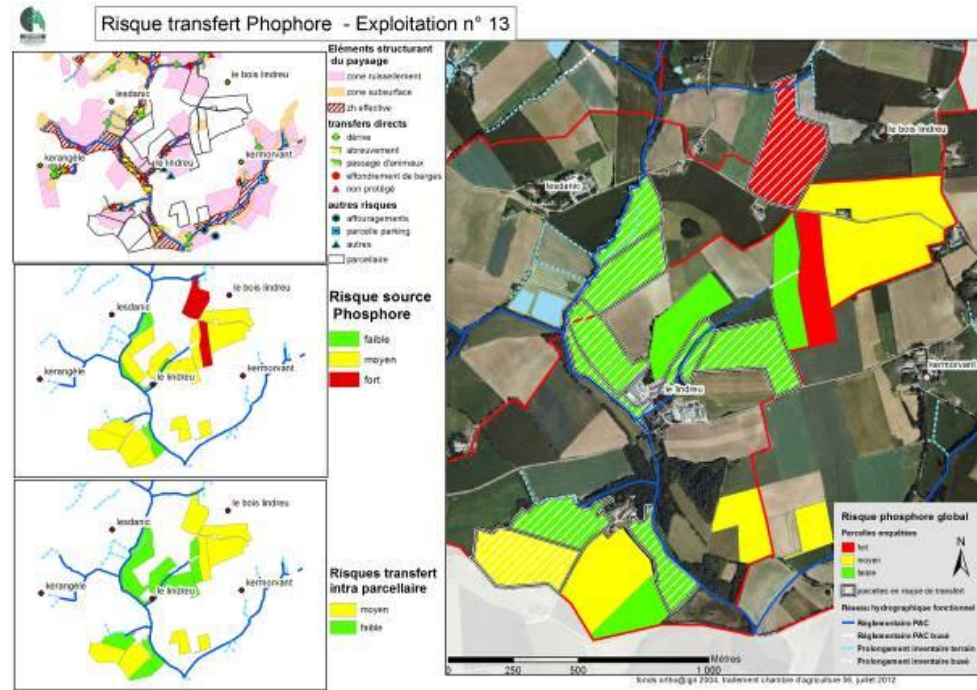 Risque transfert Phophore - Exploitation n° 13
Eléments structurant
du paysage
zone ruissellement
zone subsurface
zh effective
transferts directs
dérive
abreuvement
passage d'animaux
effondrement de berges
non protégé
autres risques
affouragements
parcelle parking
autres
parcellaire
le bois lindreu
lesdanic
kerangèle
le lindreu
kermorvant
Risque source
Phosphore
faible
moyen
fort
le bois lindreu
lesdanic
kerangèle
le lindreu
kermorvant
Risques transfert
intra parcellaire
moyen
faible
le bois lindreu
lesdanic
kerangèle
le lindreu
kermorvant
le bois lindreu
lesdanic
kermorvant
le lindreu
Risque phosphore global
Parcelles enquêtées
fort
moyen
faible
parcelles en risque de transfert
Réseau hydrographique fonctionnel
Réglementaire PAC
Réglementaire PAC busé
Prolongement inventaire terrain
Prolongement inventaire busé
N
Mètres
0 250 500 1 000
fonds ortho@ign 2004, traitement chambre d'agriculture 56, juillet 2012